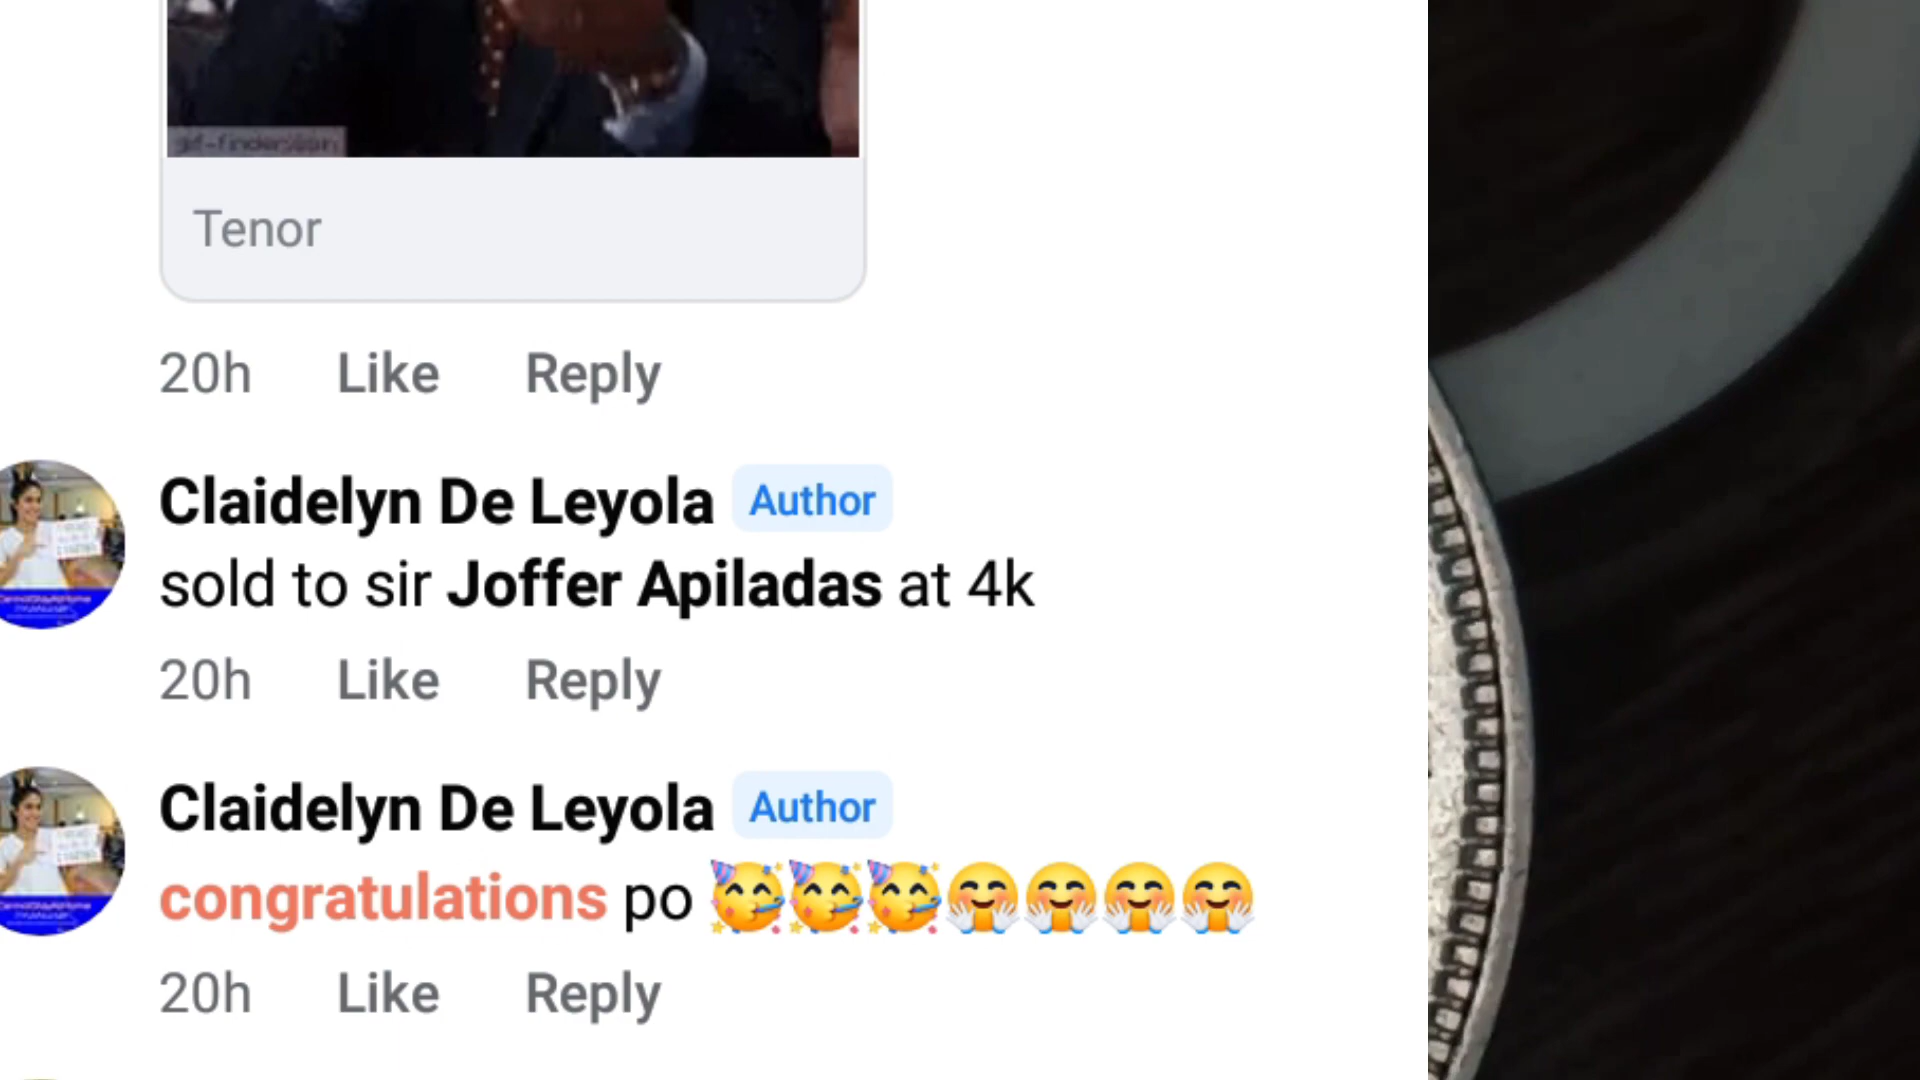 Tenor
20h Like Reply
Claidelyn De Leyola Author
sold to sir Joffer Apiladas at 4k
20h Like Reply
Claidelyn De Leyola Author
congratulations po 🥳🥳🥳🤗🤗🤗🤗
20h Like Reply